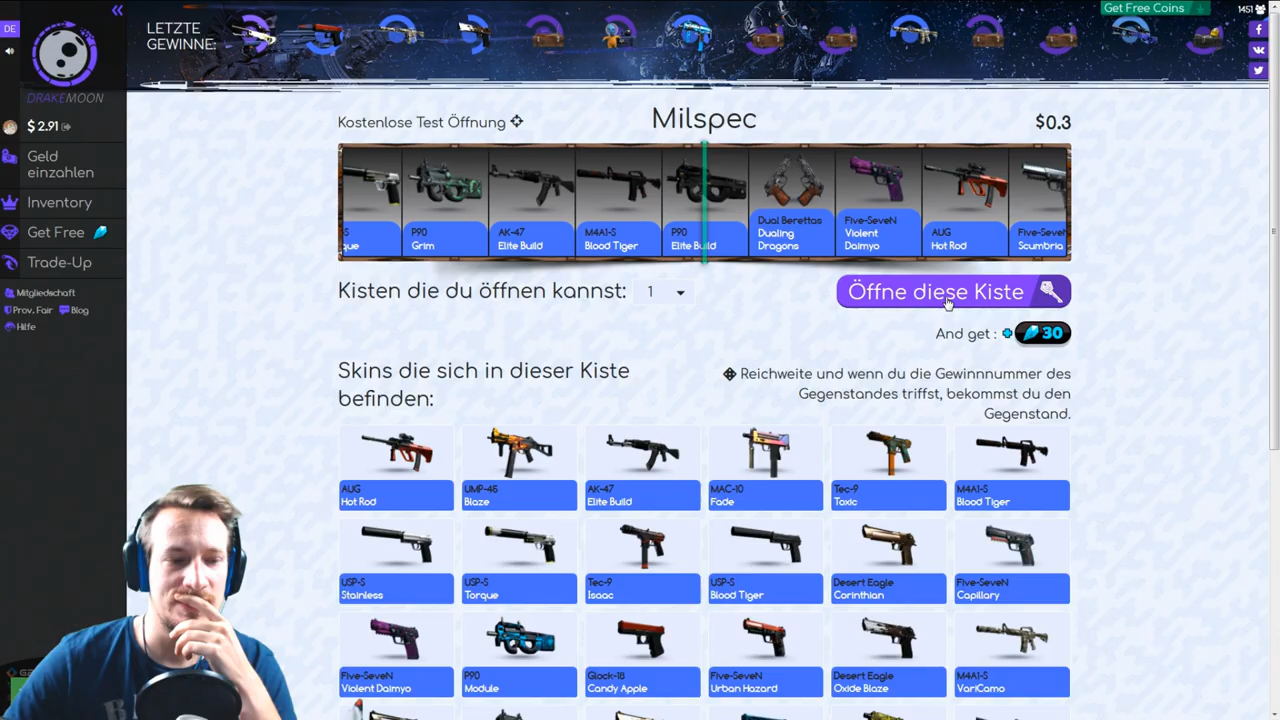 DE
LETZTE
GEWINNE:
Get Free Coins
1451
DRAKEMOON
$ 2.91
Geld
einzahlen
Inventory
Get Free
Trade-Up
Mitgliedschaft
Prov. Fair
Blog
Hilfe
Kostenlose Test Öffnung
Milspec
$0.3
que
P90
Grim
AK-47
Elite Build
M4A1-S
Blood Tiger
P90
Elite Build
Dual Berettas
Dualing
Dragons
Five-SeveN
Violent
Daimyo
AUG
Hot Rod
Five-SeveN
Scumbria
Kisten die du öffnen kannst:
1
Öffne diese Kiste
And get :
30
Skins die sich in dieser Kiste
befinden:
Reichweite und wenn du die Gewinnnummer des
Gegenstandes triffst, bekommst du den
Gegenstand.
AUG
Hot Rod
UMP-45
Blaze
AK-47
Elite Build
MAC-10
Fade
Tec-9
Toxic
M4A1-S
Blood Tiger
USP-S
Stainless
USP-S
Torque
Tec-9
Isaac
USP-S
Blood Tiger
Desert Eagle
Corinthian
Five-SeveN
Capillary
Five-SeveN
Violent Daimyo
P90
Module
Glock-18
Candy Apple
Five-SeveN
Urban Hazard
Desert Eagle
Oxide Blaze
M4A1-S
VariCamo